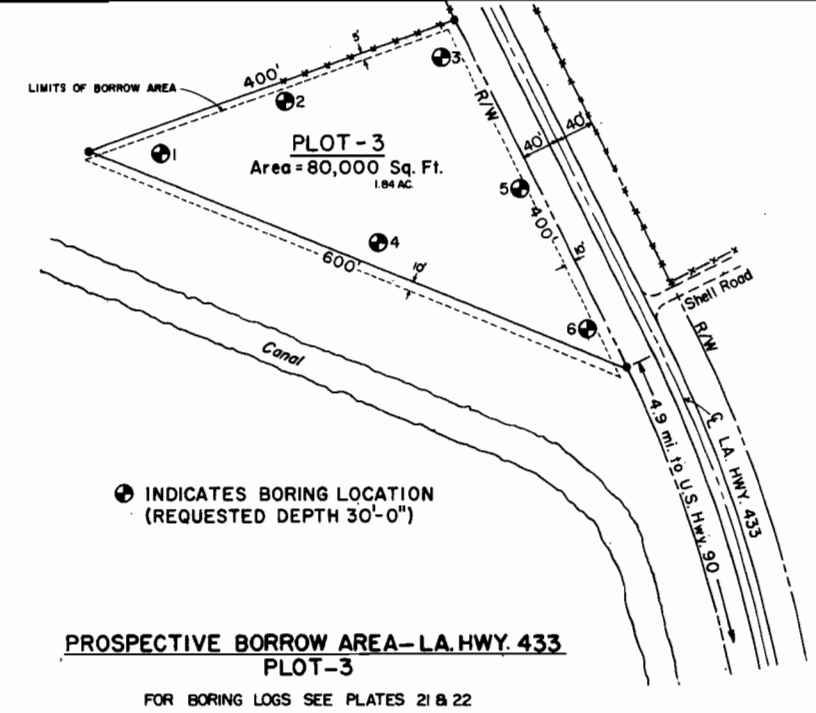 5'
400'
LIMITS OF BORROW AREA
3
2
R/W
40' 40'
PLOT-3
Area = 80,000 Sq. Ft.
1.84 AC.
1
5
400'
4
10'
600'
10'
Shell Road
6
R/W
Canal
4.9 mi. to U.S. Hwy. 90
℄ LA. HWY. 433
INDICATES BORING LOCATION
(REQUESTED DEPTH 30'-0")
PROSPECTIVE BORROW AREA-LA. HWY. 433
PLOT-3
FOR BORING LOGS SEE PLATES 21 & 22